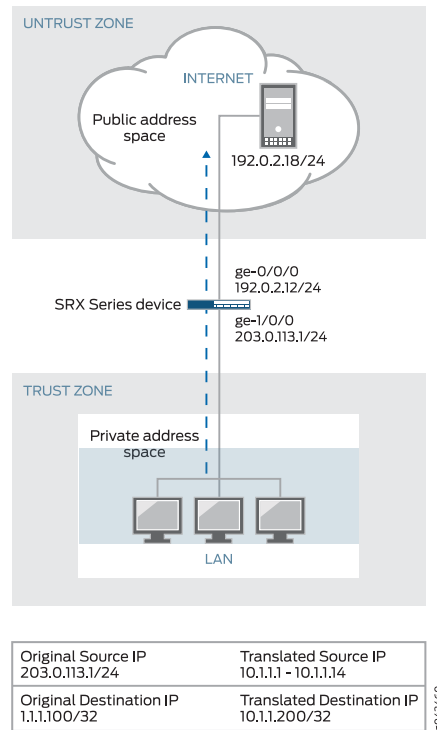 UNTRUST ZONE
INTERNET
Public address
space
192.0.2.18/24
ge-0/0/0
192.0.2.12/24
SRX Series device
ge-1/0/0
203.0.113.1/24
TRUST ZONE
Private address
space
LAN
Original Source IP
203.0.113.1/24
Translated Source IP
10.1.1.1 - 10.1.1.14
Original Destination IP
1.1.1.100/32
Translated Destination IP
10.1.1.200/32